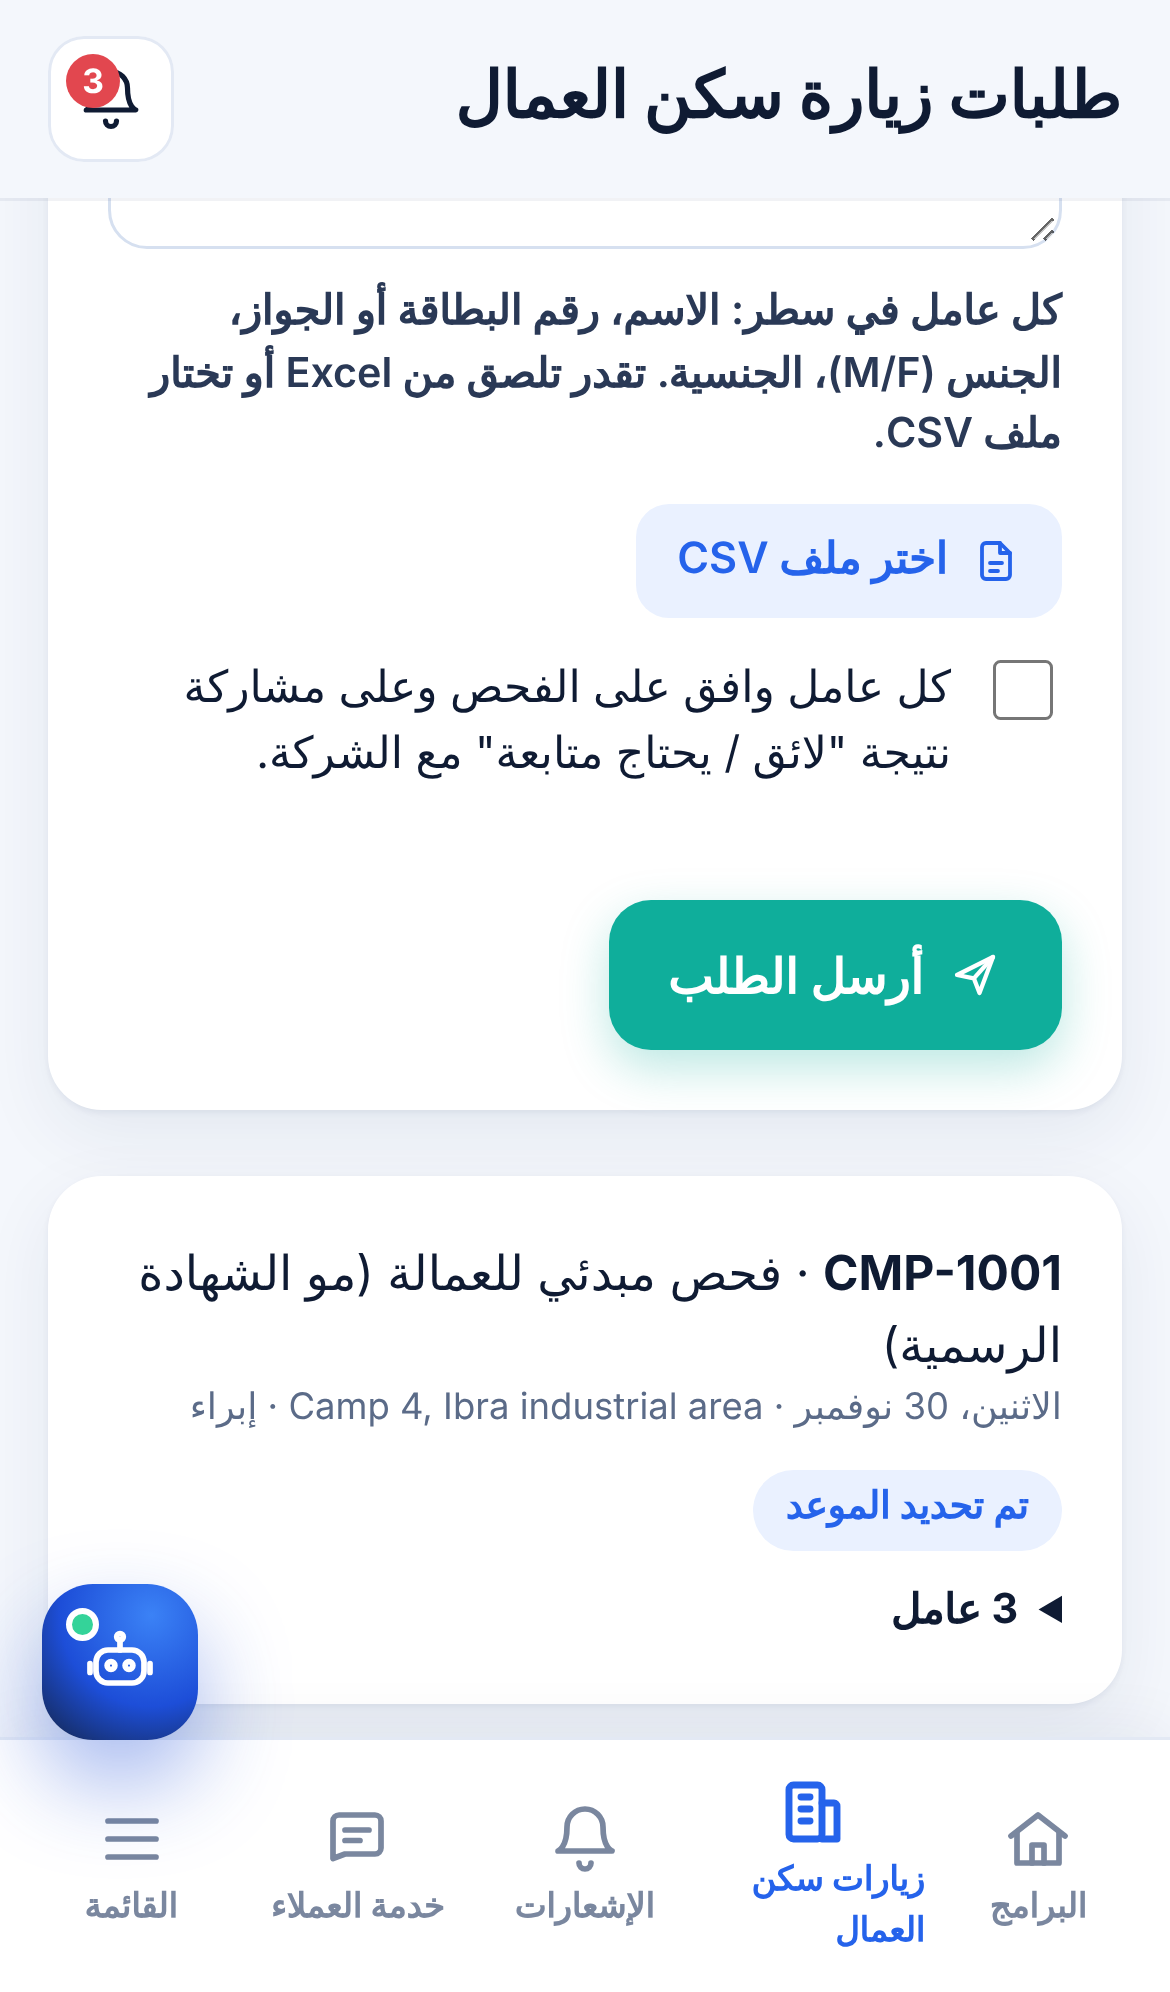 طلبات زيارة سكن العمال
3
كل عامل في سطر: الاسم، رقم البطاقة أو الجواز،
الجنس (M/F)، الجنسية. تقدر تلصق من Excel أو تختار
ملف CSV.
اختر ملف CSV
كل عامل وافق على الفحص وعلى مشاركة
نتيجة "لائق / يحتاج متابعة" مع الشركة.
أرسل الطلب
CMP-1001 · فحص مبدئي للعمالة (مو الشهادة
الرسمية)
الاثنين، 30 نوفمبر · Camp 4, Ibra industrial area · إبراء
تم تحديد الموعد
3 عامل
البرامج
زيارات سكن
العمال
الإشعارات
خدمة العملاء
القائمة